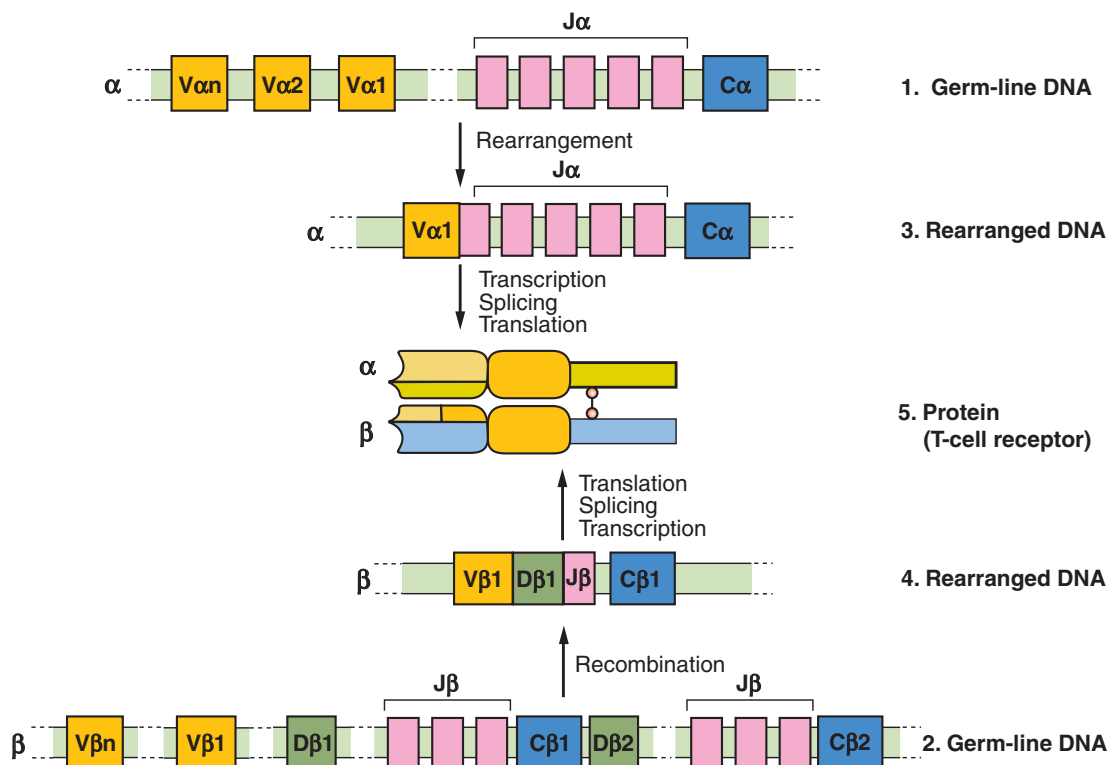 Jα
α Vαn Vα2 Vα1 Cα 1. Germ-line DNA
Rearrangement
Jα
α Vα1 Cα 3. Rearranged DNA
Transcription
Splicing
Translation
α
β
5. Protein
(T-cell receptor)
Translation
Splicing
Transcription
β Vβ1 Dβ1 Jβ Cβ1 4. Rearranged DNA
Recombination
Jβ Jβ
β Vβn Vβ1 Dβ1 Cβ1 Dβ2 Cβ2 2. Germ-line DNA